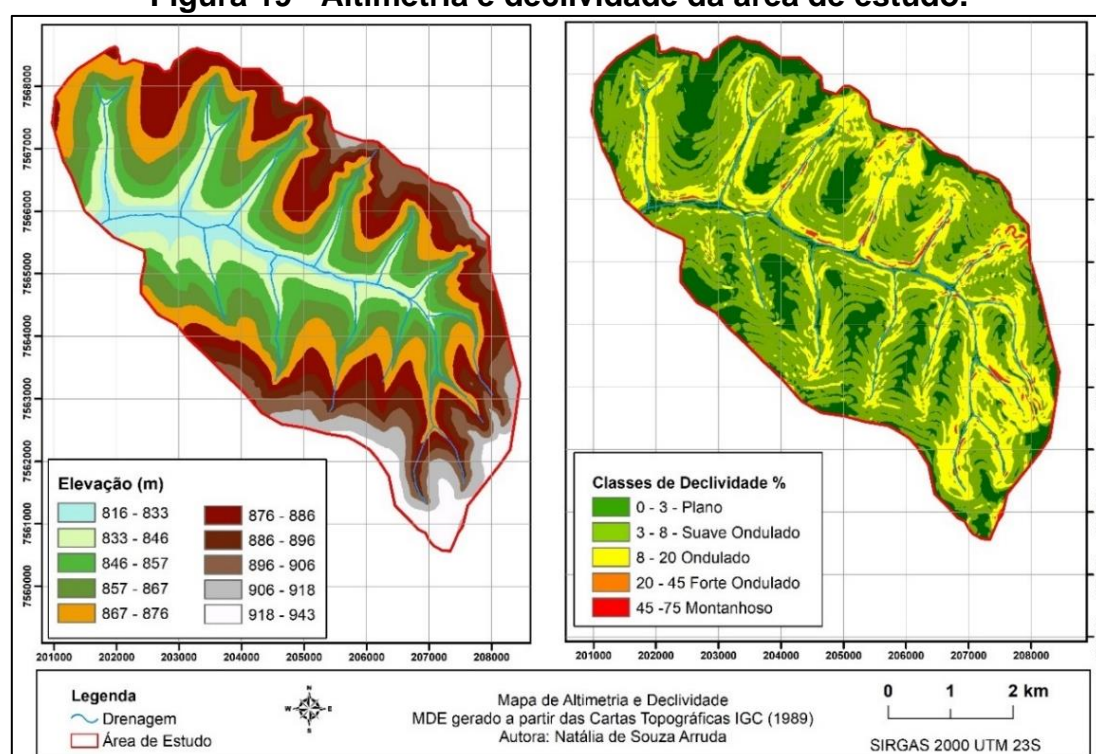 Figura 19 - Altimetria e declividade da área de estudo.
7568000
7567000
7566000
7565000
7564000
7563000
7562000
7561000
7560000
Elevação (m)
816 - 833
833 - 846
846 - 857
857 - 867
867 - 876
876 - 886
886 - 896
896 - 906
906 - 918
918 - 943
201000 202000 203000 204000 205000 206000 207000 208000
Classes de Declividade %
0 - 3 - Plano
3 - 8 - Suave Ondulado
8 - 20 Ondulado
20 - 45 Forte Ondulado
45 -75 Montanhoso
201000 202000 203000 204000 205000 206000 207000 208000
Legenda
Drenagem
Área de Estudo
N
W E
S
Mapa de Altimetria e Declividade
MDE gerado a partir das Cartas Topográficas IGC (1989)
Autora: Natália de Souza Arruda
0 1 2 km
SIRGAS 2000 UTM 23S